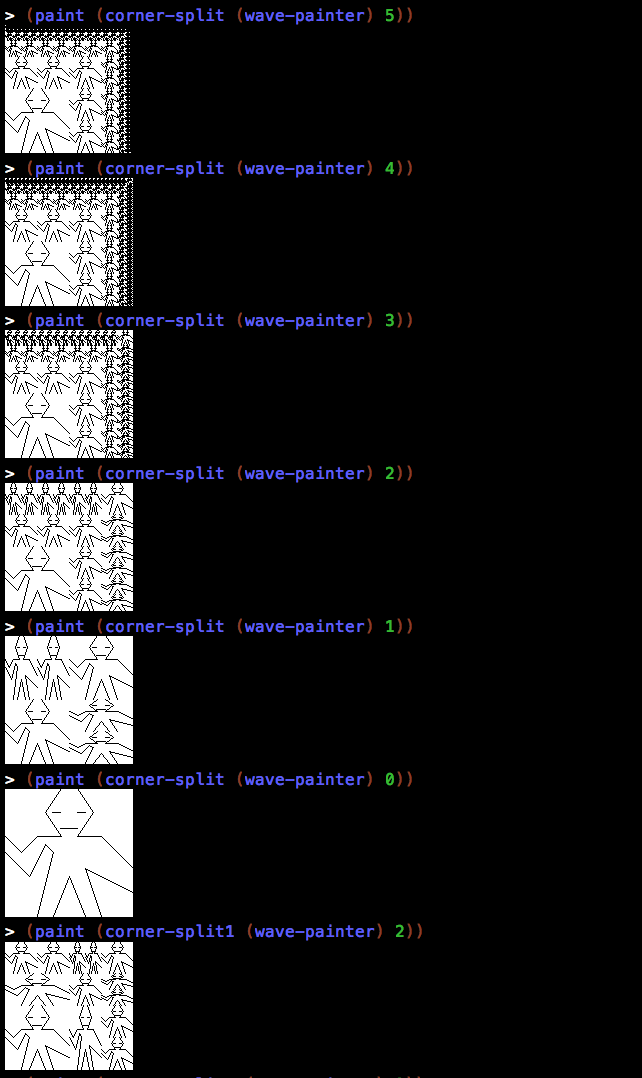 > (paint (corner-split (wave-painter) 5))
> (paint (corner-split (wave-painter) 4))
> (paint (corner-split (wave-painter) 3))
> (paint (corner-split (wave-painter) 2))
> (paint (corner-split (wave-painter) 1))
> (paint (corner-split (wave-painter) 0))
> (paint (corner-split1 (wave-painter) 2))